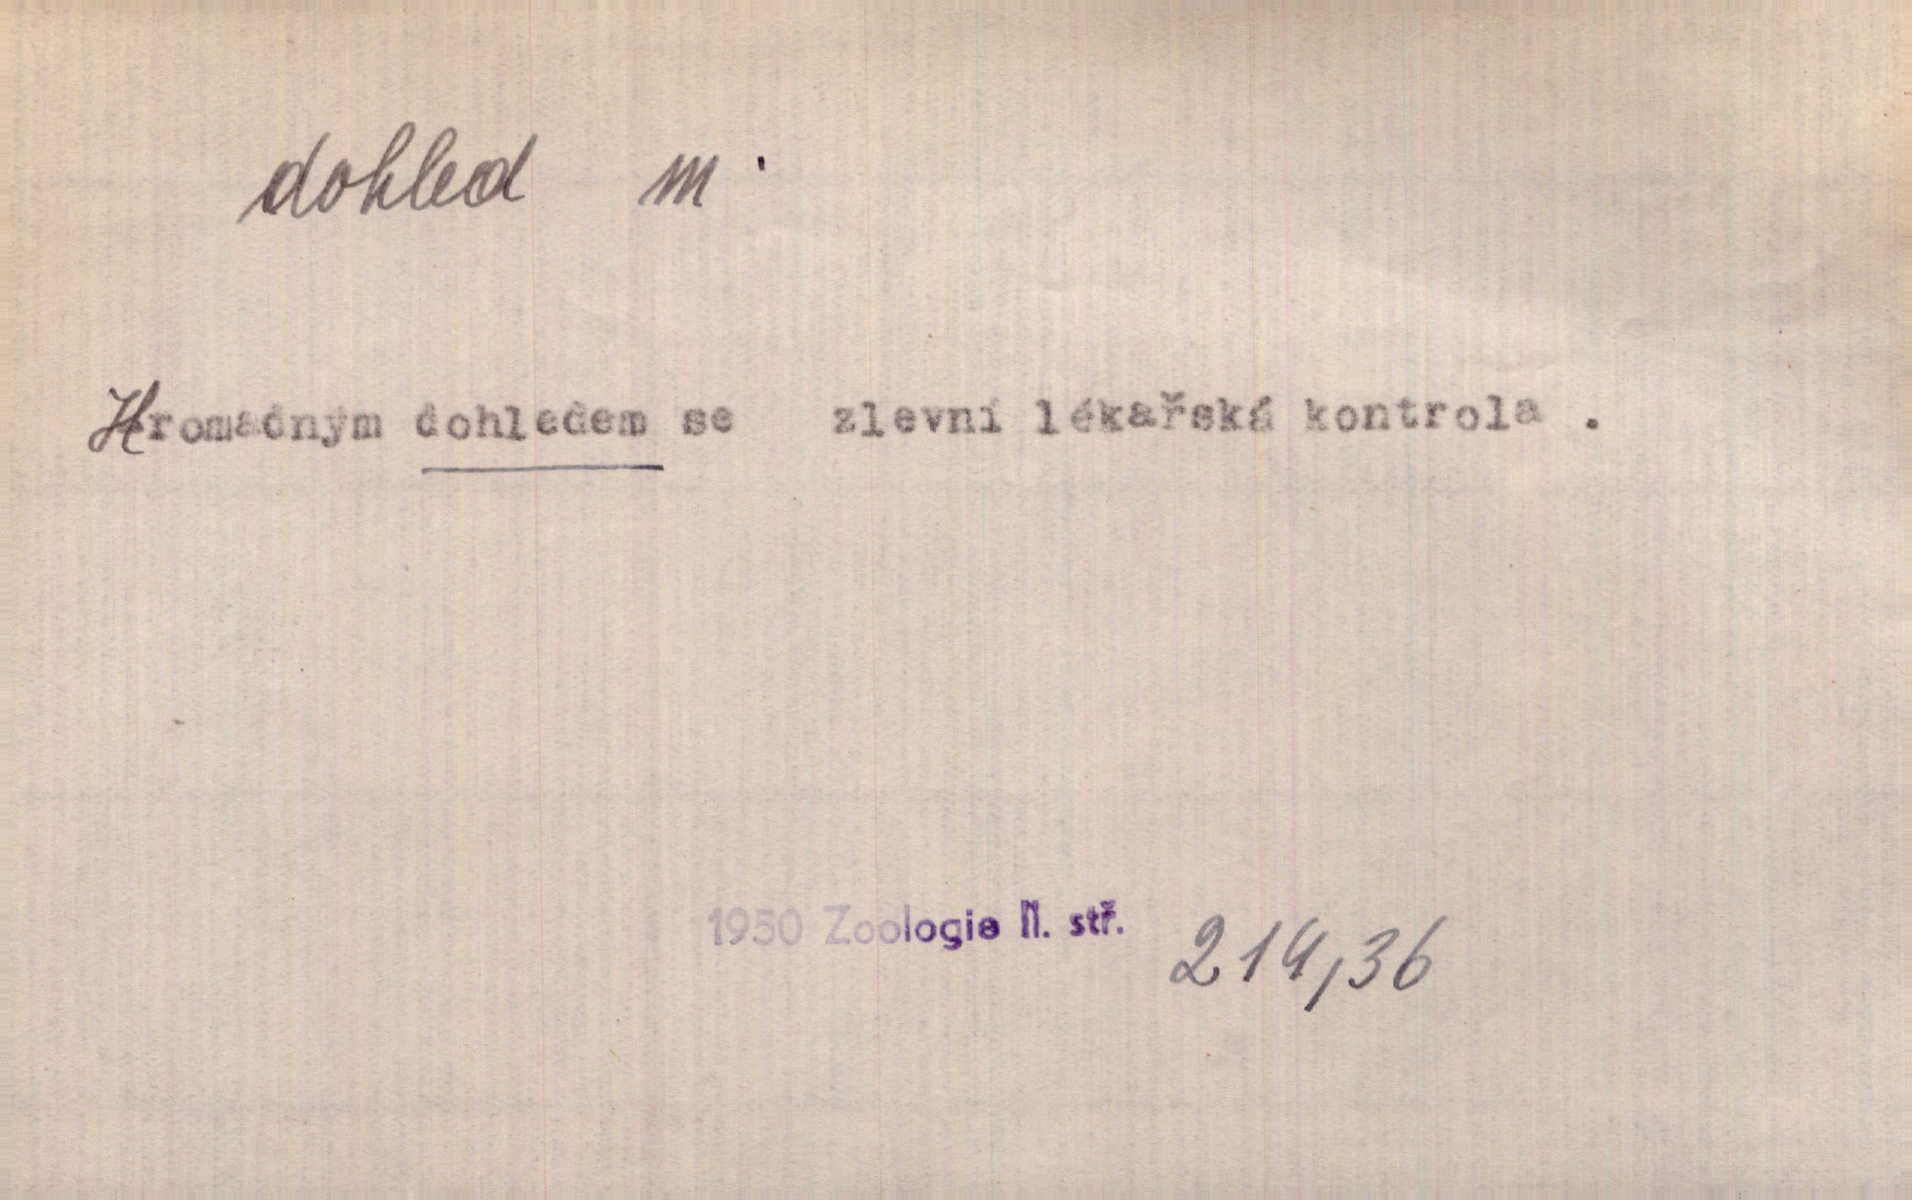 dohled m.
Hromadným dohledem se zlevní lékařská kontrola .
1950 Zoologie II. stř. 214,36